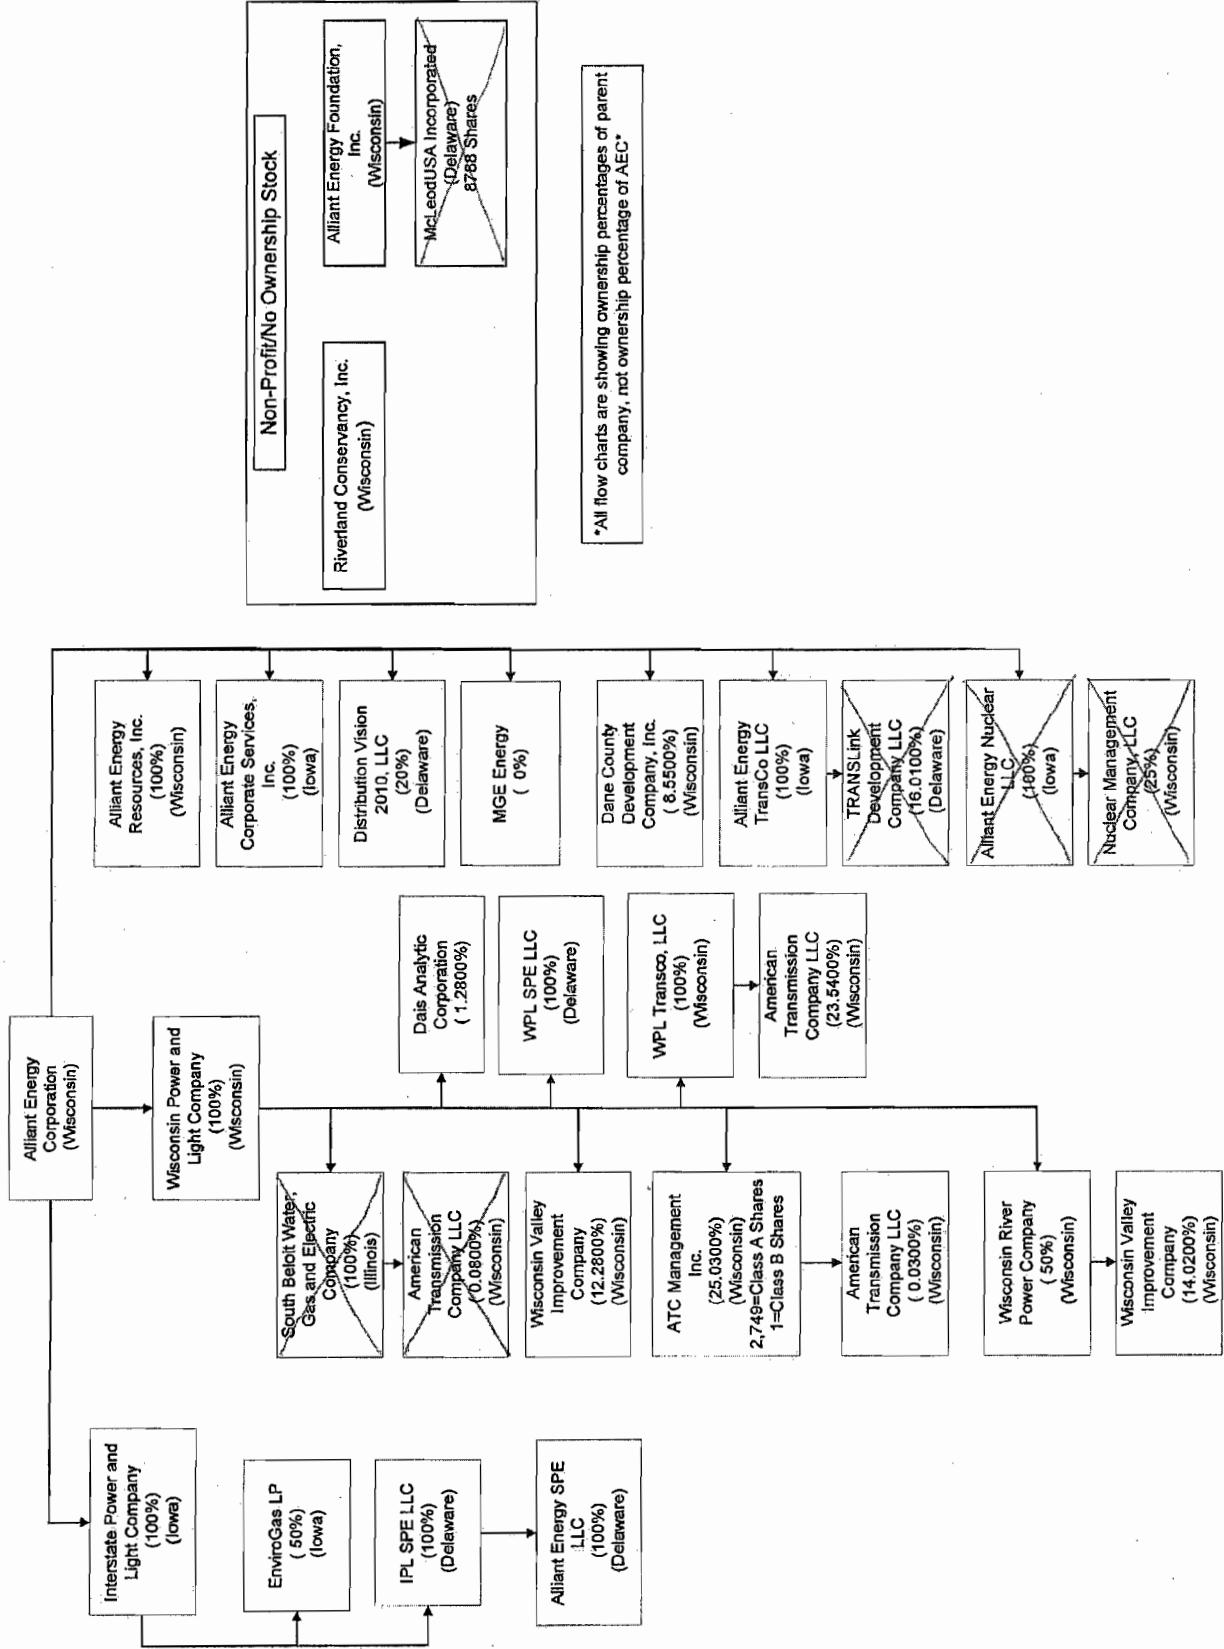 Alliant Energy
Corporation
(Wisconsin)
Interstate Power and
Light Company
(100%)
(Iowa)
EnviroGas LP
( 50%)
(Iowa)
IPL SPE LLC
(100%)
(Delaware)
Alliant Energy SPE
LLC
(100%)
(Delaware)
Wisconsin Power and
Light Company
(100%)
(Wisconsin)
South Beloit Water,
Gas and Electric
Company
(100%)
(Illinois)
American
Transmission
Company LLC
( 0.0800%)
(Wisconsin)
Wisconsin Valley
Improvement
Company
(12.2800%)
(Wisconsin)
ATC Management
Inc.
(25.0300%)
(Wisconsin)
2,749=Class A Shares
1=Class B Shares
American
Transmission
Company LLC
( 0.0300%)
(Wisconsin)
Wisconsin River
Power Company
( 50%)
(Wisconsin)
Wisconsin Valley
Improvement
Company
(14.0200%)
(Wisconsin)
Dais Analytic
Corporation
( 1.2800%)
WPL SPE LLC
(100%)
(Delaware)
WPL Transco, LLC
(100%)
(Wisconsin)
American
Transmission
Company LLC
(23.5400%)
(Wisconsin)
Alliant Energy
Resources, Inc.
(100%)
(Wisconsin)
Alliant Energy
Corporate Services,
Inc.
(100%)
(Iowa)
Distribution Vision
2010, LLC
(20%)
(Delaware)
MGE Energy
( 0%)
Dane County
Development
Company, Inc.
( 8.5500%)
(Wisconsin)
Alliant Energy
TransCo LLC
(100%)
(Iowa)
TRANSLink
Development
Company LLC
(16.0100%)
(Delaware)
Alliant Energy Nuclear
LLC
(100%)
(Iowa)
Nuclear Management
Company, LLC
(25%)
(Wisconsin)
Non-Profit/No Ownership Stock
Riverland Conservancy, Inc.
(Wisconsin)
Alliant Energy Foundation,
Inc.
(Wisconsin)
McLeodUSA Incorporated
(Delaware)
8788 Shares
*All flow charts are showing ownership percentages of parent
company, not ownership percentage of AEC*